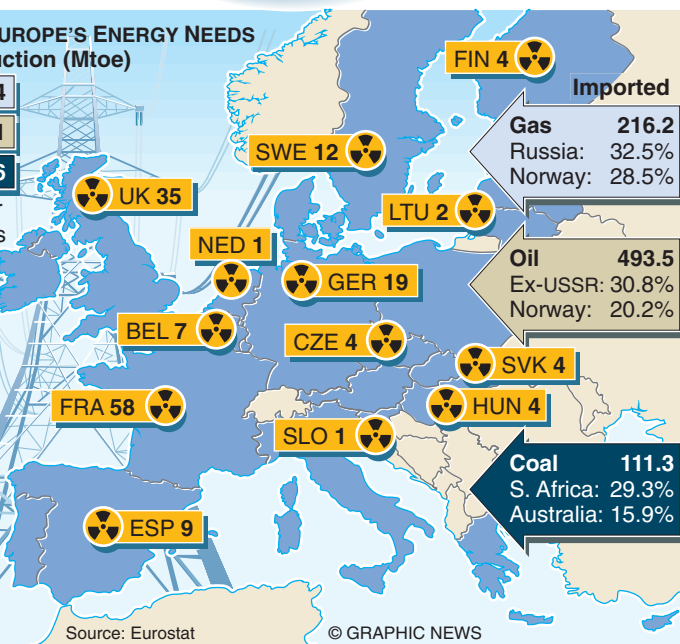 EUROPE'S ENERGY NEEDS
(Mtoe)
FIN 4
Imported
Gas 216.2
Russia: 32.5%
Norway: 28.5%
SWE 12
UK 35
LTU 2
NED 1
Oil 493.5
Ex-USSR: 30.8%
Norway: 20.2%
GER 19
BEL 7
CZE 4
SVK 4
FRA 58
HUN 4
SLO 1
Coal 111.3
S. Africa: 29.3%
Australia: 15.9%
ESP 9
Source: Eurostat
© GRAPHIC NEWS